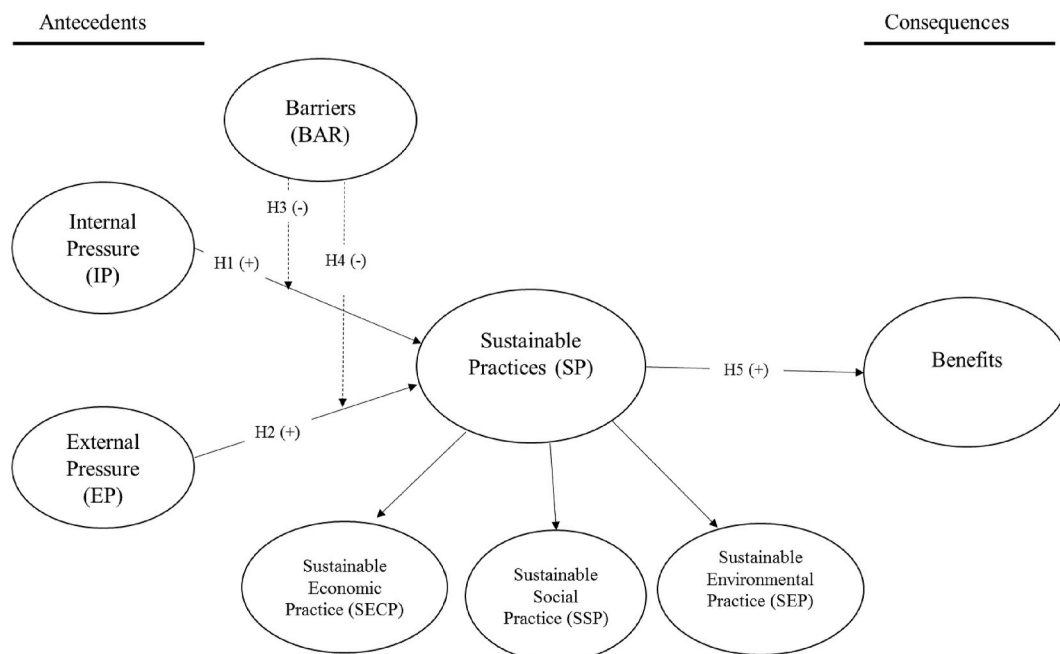 Antecedents
Consequences
Barriers
(BAR)
Internal
Pressure
(IP)
H3 (-)
H4 (-)
H1 (+)
Sustainable
Practices (SP)
H5 (+)
Benefits
External
Pressure
(EP)
H2 (+)
Sustainable
Economic
Practice (SECP)
Sustainable
Social
Practice (SSP)
Sustainable
Environmental
Practice (SEP)